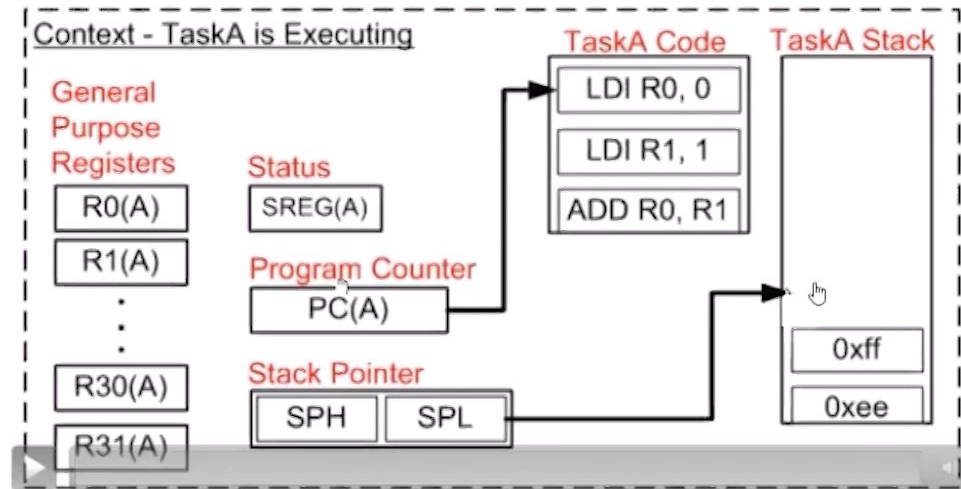 Context - TaskA is Executing
TaskA Code
TaskA Stack
General
Purpose
Registers
R0(A)
R1(A)
R30(A)
R31(A)
Status
SREG(A)
Program Counter
PC(A)
Stack Pointer
SPH
SPL
LDI R0, 0
LDI R1, 1
ADD R0, R1
0xff
0xee